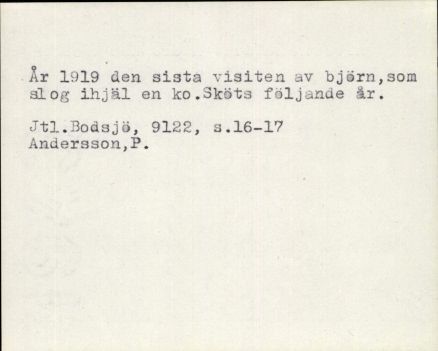 År 1919 den sista visiten av björn,som
slog ihjäl en ko.Sköts följande år.
Jtl.Bodsjö, 9122, s.16-17
Andersson,P.